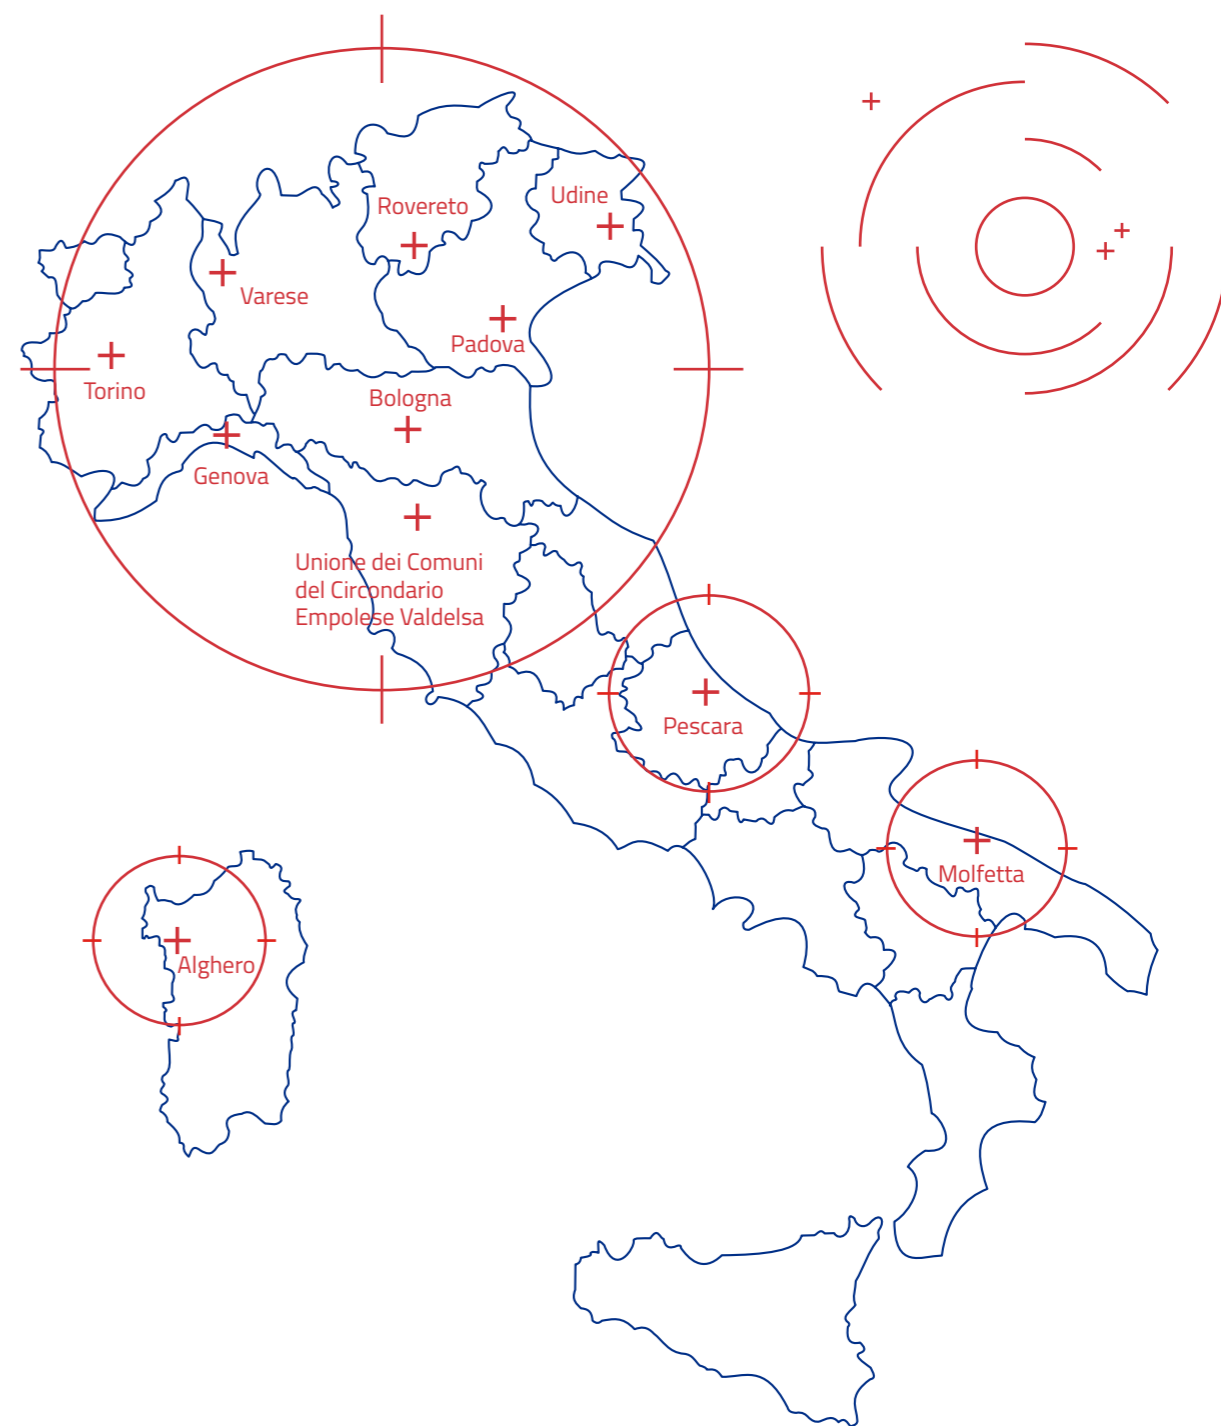 Udine
Rovereto
Varese
Padova
Torino
Bologna
Genova
Unione dei Comuni
del Circondario
Empolese Valdelsa
Pescara
Molfetta
Alghero